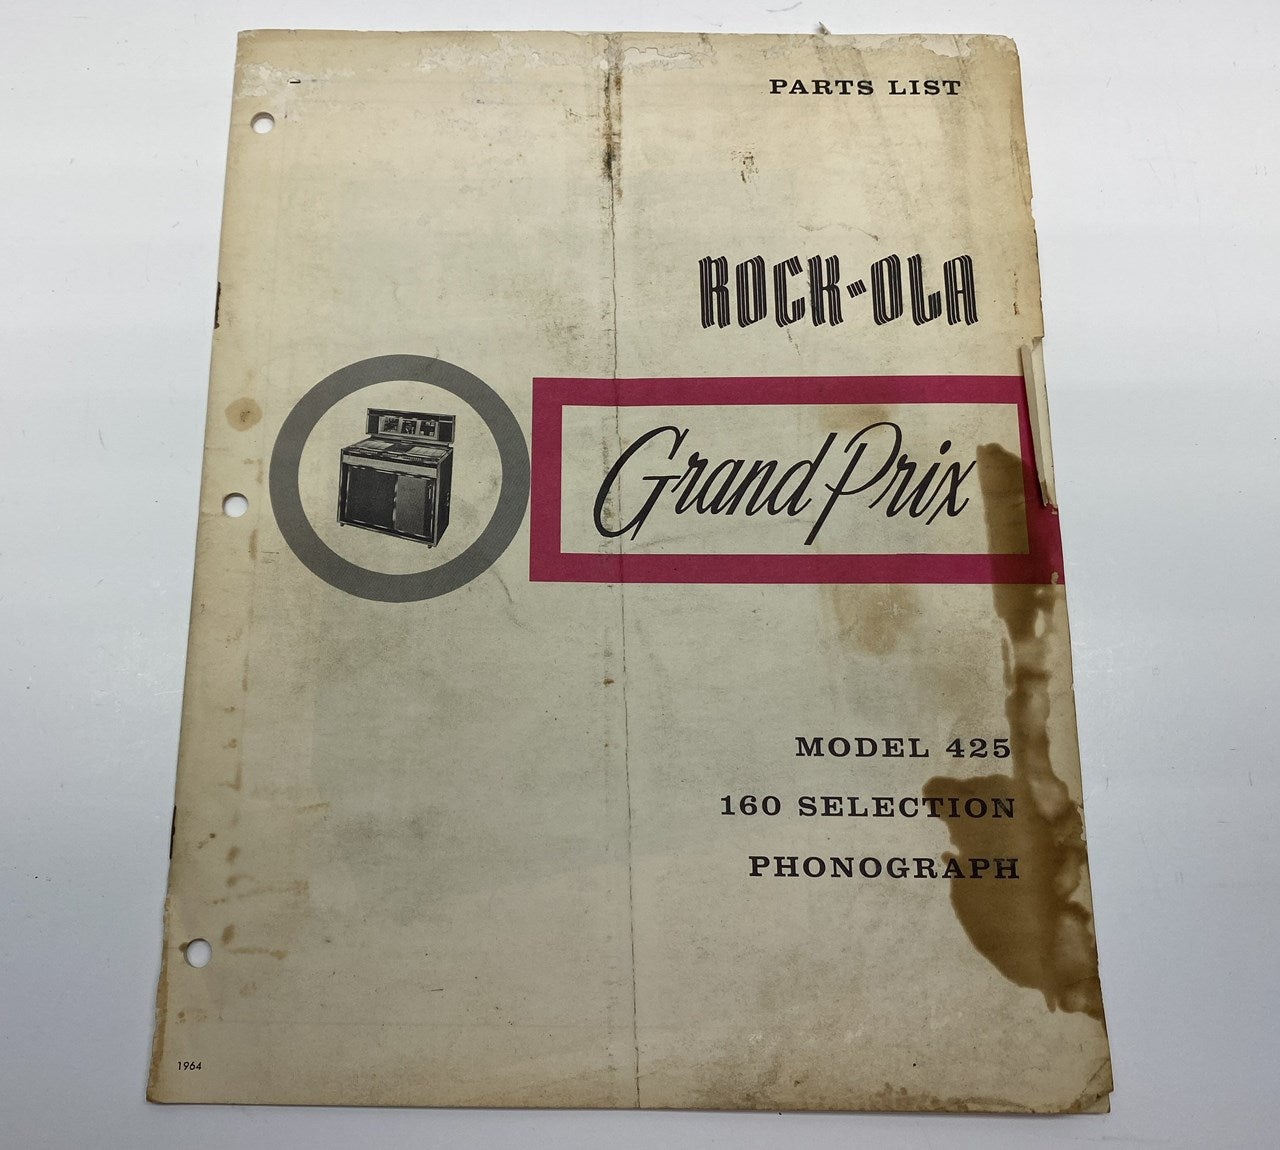 PARTS LIST
ROCK-OLA
Grand Prix
MODEL 425
160 SELECTION
PHONOGRAPH
1964